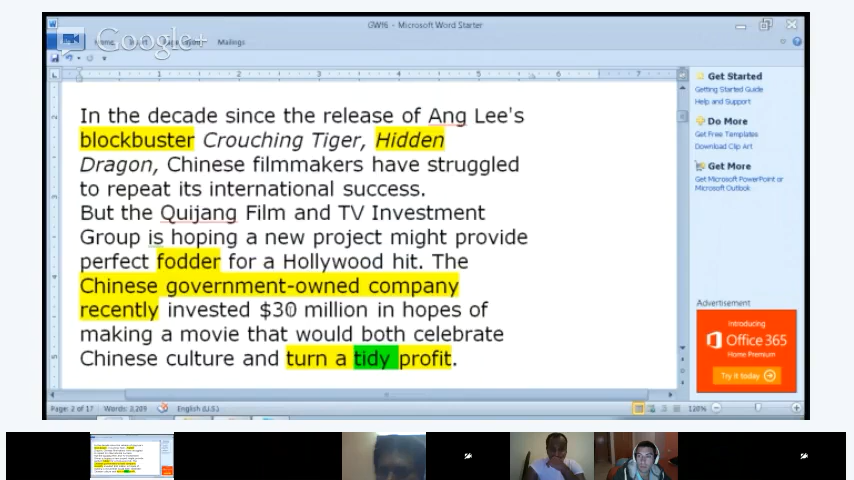 GW6 - Microsoft Word Starter
Google+
Mailings
In the decade since the release of Ang Lee's
blockbuster Crouching Tiger, Hidden
Dragon, Chinese filmmakers have struggled
to repeat its international success.
But the Quijang Film and TV Investment
Group is hoping a new project might provide
perfect fodder for a Hollywood hit. The
Chinese government-owned company
recently invested $30 million in hopes of
making a movie that would both celebrate
Chinese culture and turn a tidy profit.
Get Started
Getting Started Guide
Help and Support
Do More
Get Free Templates
Download Clip Art
Get More
Get Microsoft PowerPoint or
Microsoft Outlook
Advertisement
Introducing
Office 365
Home Premium
Try it today
Page: 2 of 17
Words: 3,209
English (U.S.)
120%